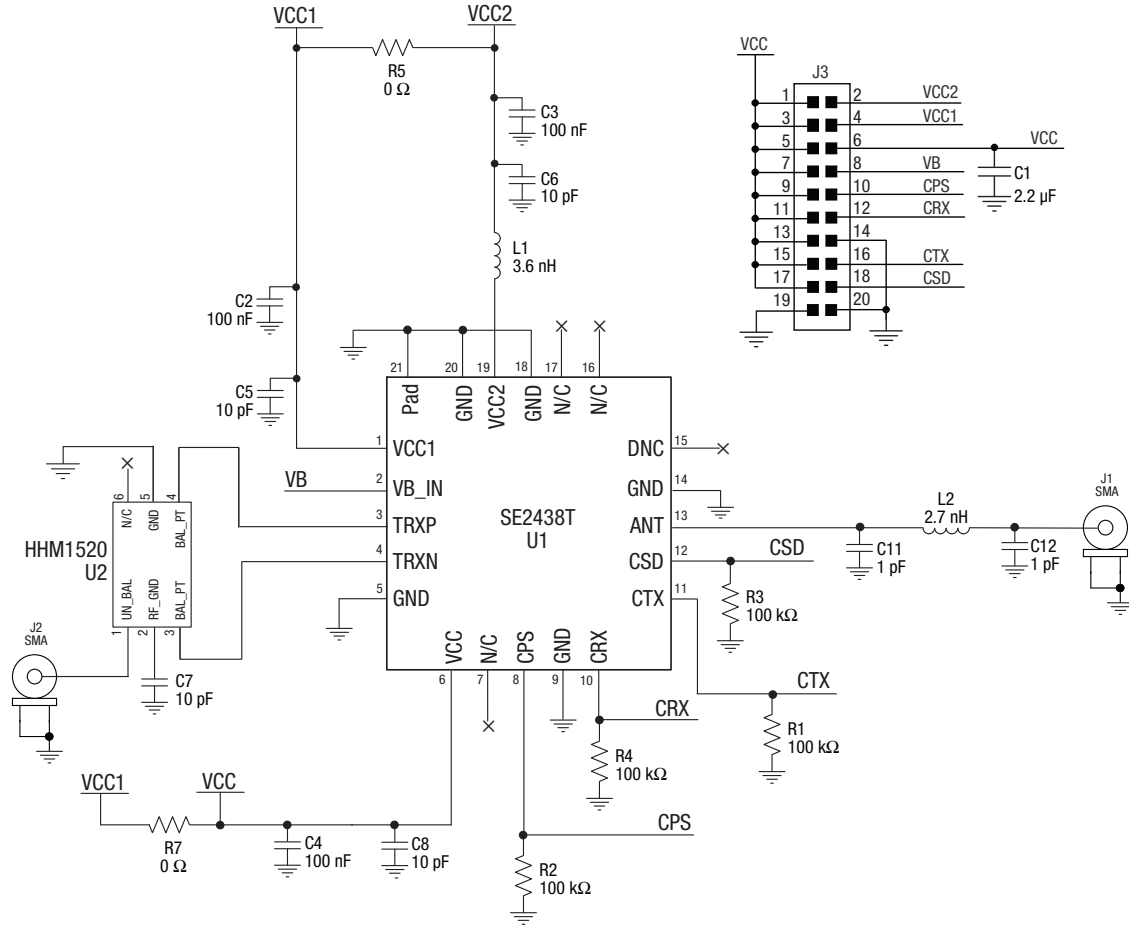 VCC1
VCC2
R5
0 Ω
C3
100 nF
C6
10 pF
L1
3.6 nH
C2
100 nF
C5
10 pF
VCC
J3
1
2
VCC2
3
4
VCC1
5
6
VCC
7
8
VB
C1
2.2 µF
9
10
CPS
11
12
CRX
13
14
15
16
CTX
17
18
CSD
19
20
21
20
19
18
17
16
Pad
GND
VCC2
GND
N/C
N/C
1
VCC1
DNC
15
VB
2
VB_IN
GND
14
3
TRXP
SE2438T
U1
ANT
13
4
TRXN
CSD
12
CSD
5
GND
CTX
11
VCC
N/C
CPS
GND
CRX
6
7
8
9
10
L2
2.7 nH
J1
SMA
C11
1 pF
C12
1 pF
R3
100 kΩ
6
5
4
N/C
GND
BAL_PT
HHM1520
U2
UN_BAL
RF_GND
BAL_PT
1
2
3
J2
SMA
C7
10 pF
CTX
R1
100 kΩ
CRX
R4
100 kΩ
VCC1
VCC
R7
0 Ω
C4
100 nF
C8
10 pF
CPS
R2
100 kΩ